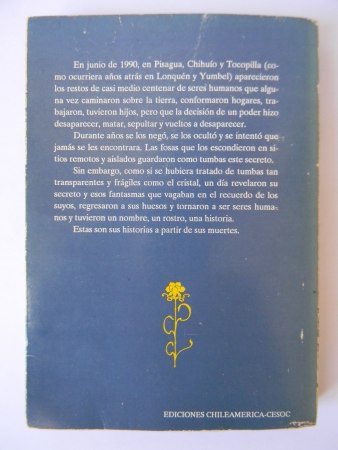 En junio de 1990, en Pisagua, Chihuío y Tocopilla (co-
mo ocurriera años atrás en Lonquén y Yumbel) aparecieron
los restos de casi medio centenar de seres humanos que algu-
na vez caminaron sobre la tierra, conformaron hogares, tra-
bajaron, tuvieron hijos, pero que la decisión de un poder hizo
desaparecer, matar, sepultar y vueltos a desaparecer.
Durante años se los negó, se los ocultó y se intentó que
jamás se les encontrara. Las fosas que los escondieron en si-
tios remotos y aislados guardaron como tumbas este secreto.
Sin embargo, como si se hubiera tratado de tumbas tan
transparentes y frágiles como el cristal, un día revelaron su
secreto y esos fantasmas que vagaban en el recuerdo de los
suyos, regresaron a sus huesos y tornaron a ser seres huma-
nos y tuvieron un nombre, un rostro, una historia.
Estas son sus historias a partir de sus muertes.
EDICIONES CHILEAMERICA-CESOC